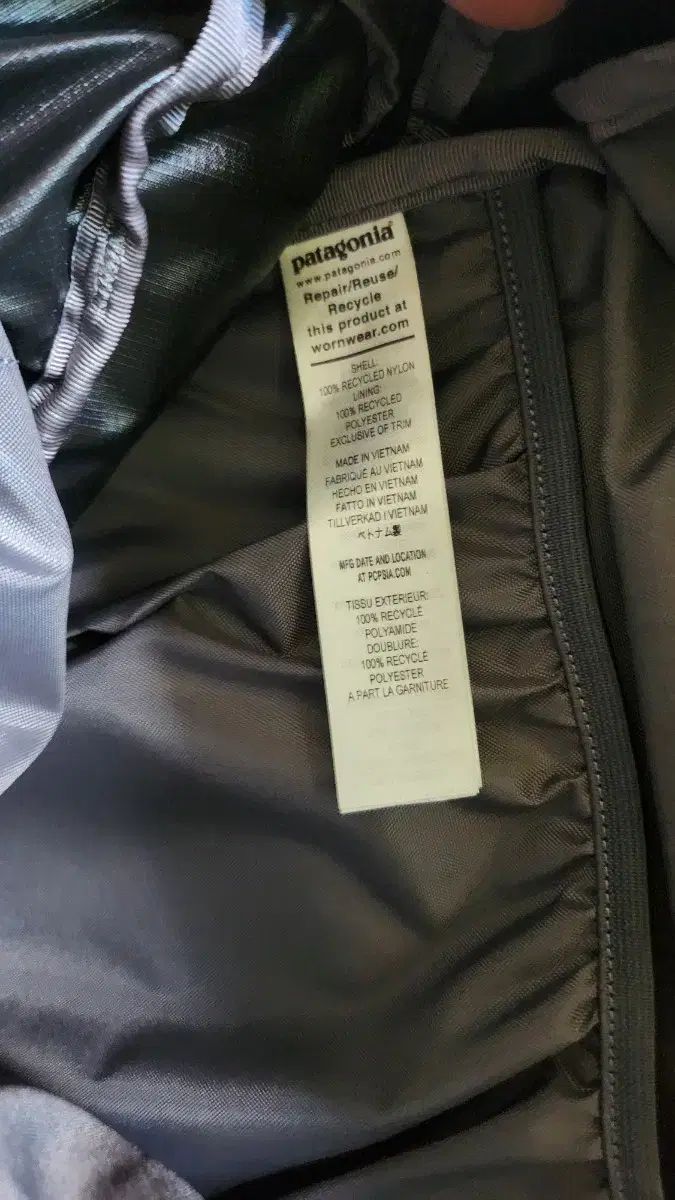 patagonia®
www.patagonia.com
Repair/Reuse/
Recycle
this product at
wornwear.com
SHELL:
100% RECYCLED NYLON
LINING:
100% RECYCLED
POLYESTER
EXCLUSIVE OF TRIM
MADE IN VIETNAM
FABRIQUÉ AU VIETNAM
HECHO EN VIETNAM
FATTO IN VIETNAM
TILLVERKAD I VIETNAM
ベトナム製
MFG DATE AND LOCATION
AT PCPSIA.COM
TISSU EXTERIEUR:
100% RECYCLÉ
POLYAMIDE
DOUBLURE:
100% RECYCLÉ
POLYESTER
A PART LA GARNITURE